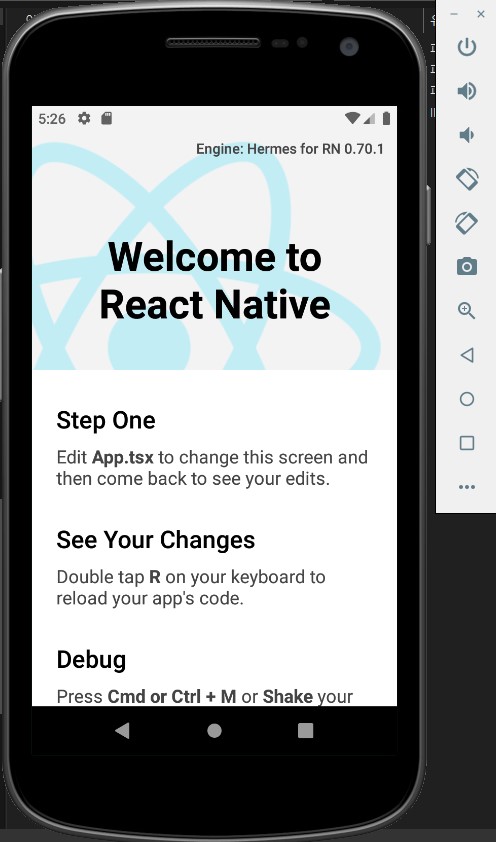 5:26
Engine: Hermes for RN 0.70.1
Welcome to
React Native
Step One
Edit App.tsx to change this screen and
then come back to see your edits.
See Your Changes
Double tap R on your keyboard to
reload your app's code.
Debug
Press Cmd or Ctrl + M or Shake your